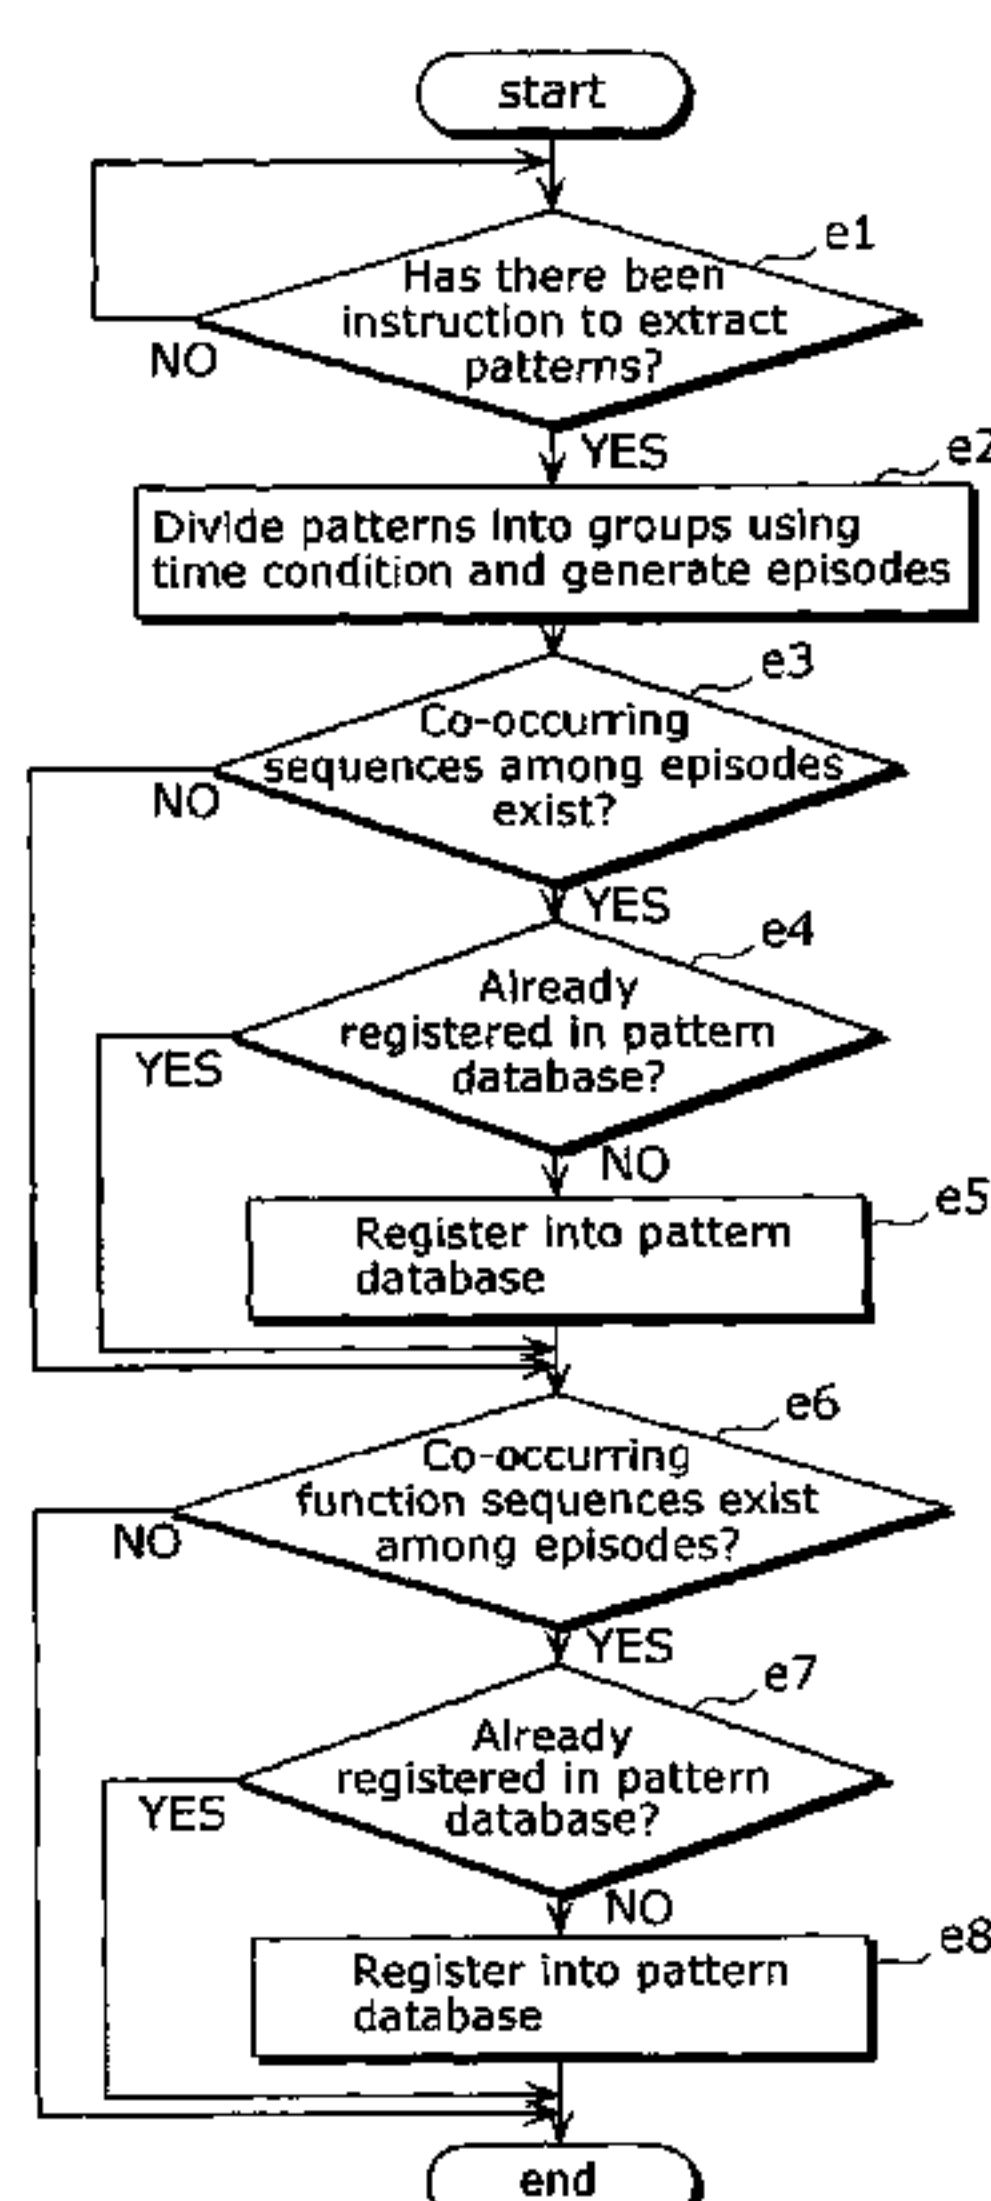 start
e1
Has there been
instruction to extract
patterns?
NO
YES
e2
Divide patterns into groups using
time condition and generate episodes
e3
Co-occurring
sequences among episodes
exist?
NO
YES
e4
Already
registered in pattern
database?
YES
NO
e5
Register into pattern
database
e6
Co-occurring
function sequences exist
among episodes?
NO
YES
e7
Already
registered in pattern
database?
YES
NO
e8
Register into pattern
database
end